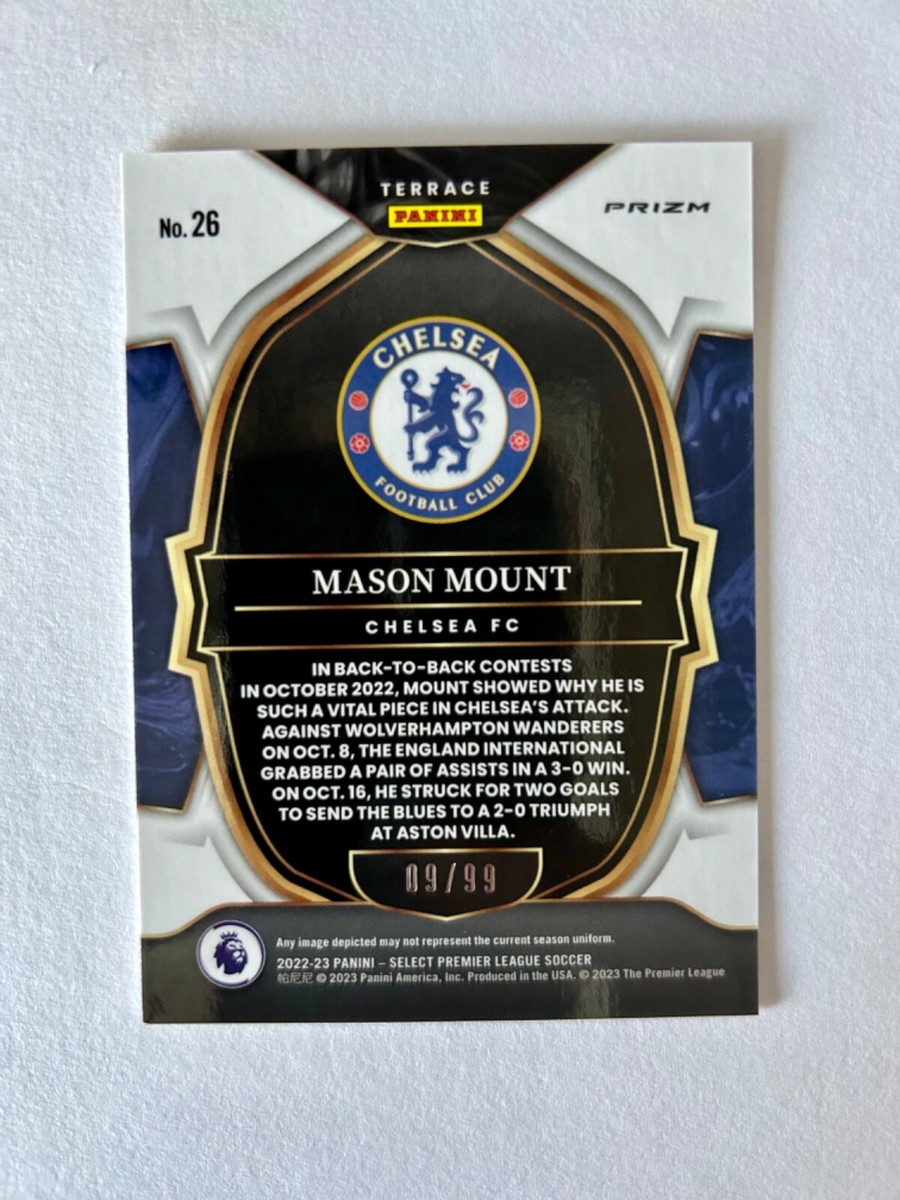 TERRACE
PANINI
No. 26
PRIZM
CHELSEA
FOOTBALL CLUB
MASON MOUNT
CHELSEA FC
IN BACK-TO-BACK CONTESTS
IN OCTOBER 2022, MOUNT SHOWED WHY HE IS
SUCH A VITAL PIECE IN CHELSEA'S ATTACK.
AGAINST WOLVERHAMPTON WANDERERS
ON OCT. 8, THE ENGLAND INTERNATIONAL
GRABBED A PAIR OF ASSISTS IN A 3-0 WIN.
ON OCT. 16, HE STRUCK FOR TWO GOALS
TO SEND THE BLUES TO A 2-0 TRIUMPH
AT ASTON VILLA.
09/99
Any image depicted may not represent the current season uniform.
2022-23 PANINI – SELECT PREMIER LEAGUE SOCCER
帕尼尼 © 2023 Panini America, Inc. Produced in the USA. © 2023 The Premier League